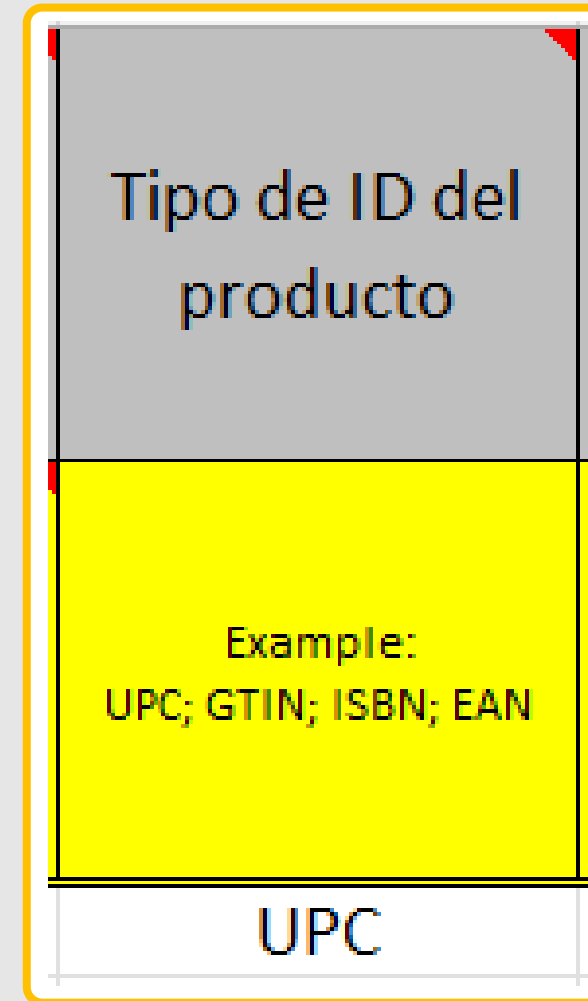 Tipo de ID del
producto
Example:
UPC; GTIN; ISBN; EAN
UPC